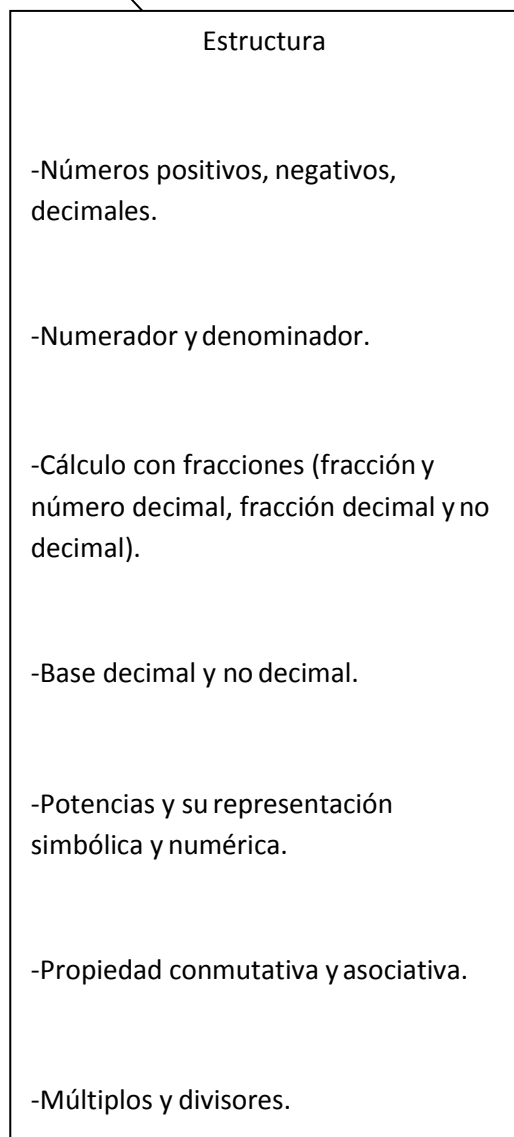 Estructura
-Números positivos, negativos,
decimales.
-Numerador y denominador.
-Cálculo con fracciones (fracción y
número decimal, fracción decimal y no
decimal).
-Base decimal y no decimal.
-Potencias y su representación
simbólica y numérica.
-Propiedad conmutativa y asociativa.
-Múltiplos y divisores.